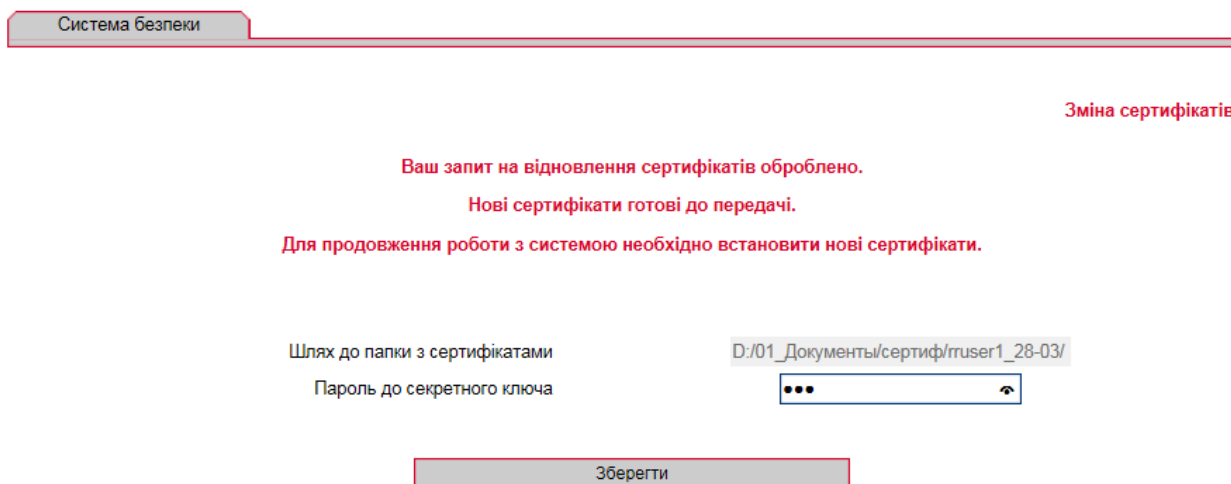 Система безпеки
Зміна сертифікатів
Ваш запит на відновлення сертифікатів оброблено.
Нові сертифікати готові до передачі.
Для продовження роботи з системою необхідно встановити нові сертифікати.
Шлях до папки з сертифікатами D:/01_Документы/сертиф/rruser1_28-03/
Пароль до секретного ключа •••
Зберегти